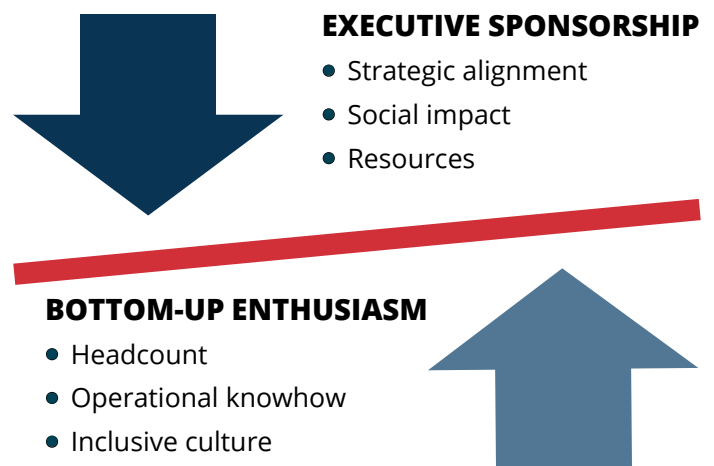 EXECUTIVE SPONSORSHIP
Strategic alignment
Social impact
Resources
BOTTOM-UP ENTHUSIASM
Headcount
Operational knowhow
Inclusive culture